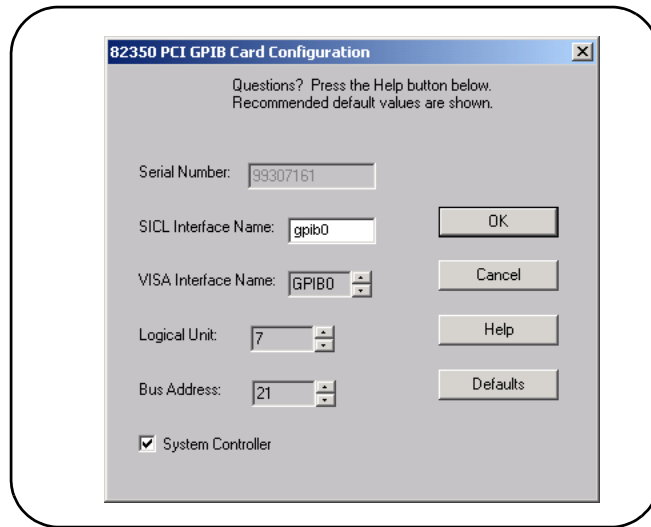 82350 PCI GPIB Card Configuration
Questions? Press the Help button below.
Recommended default values are shown.
Serial Number: 99307161
SICL Interface Name: gpib0
OK
VISA Interface Name: GPIB0
Cancel
Logical Unit: 7
Help
Bus Address: 21
Defaults
System Controller